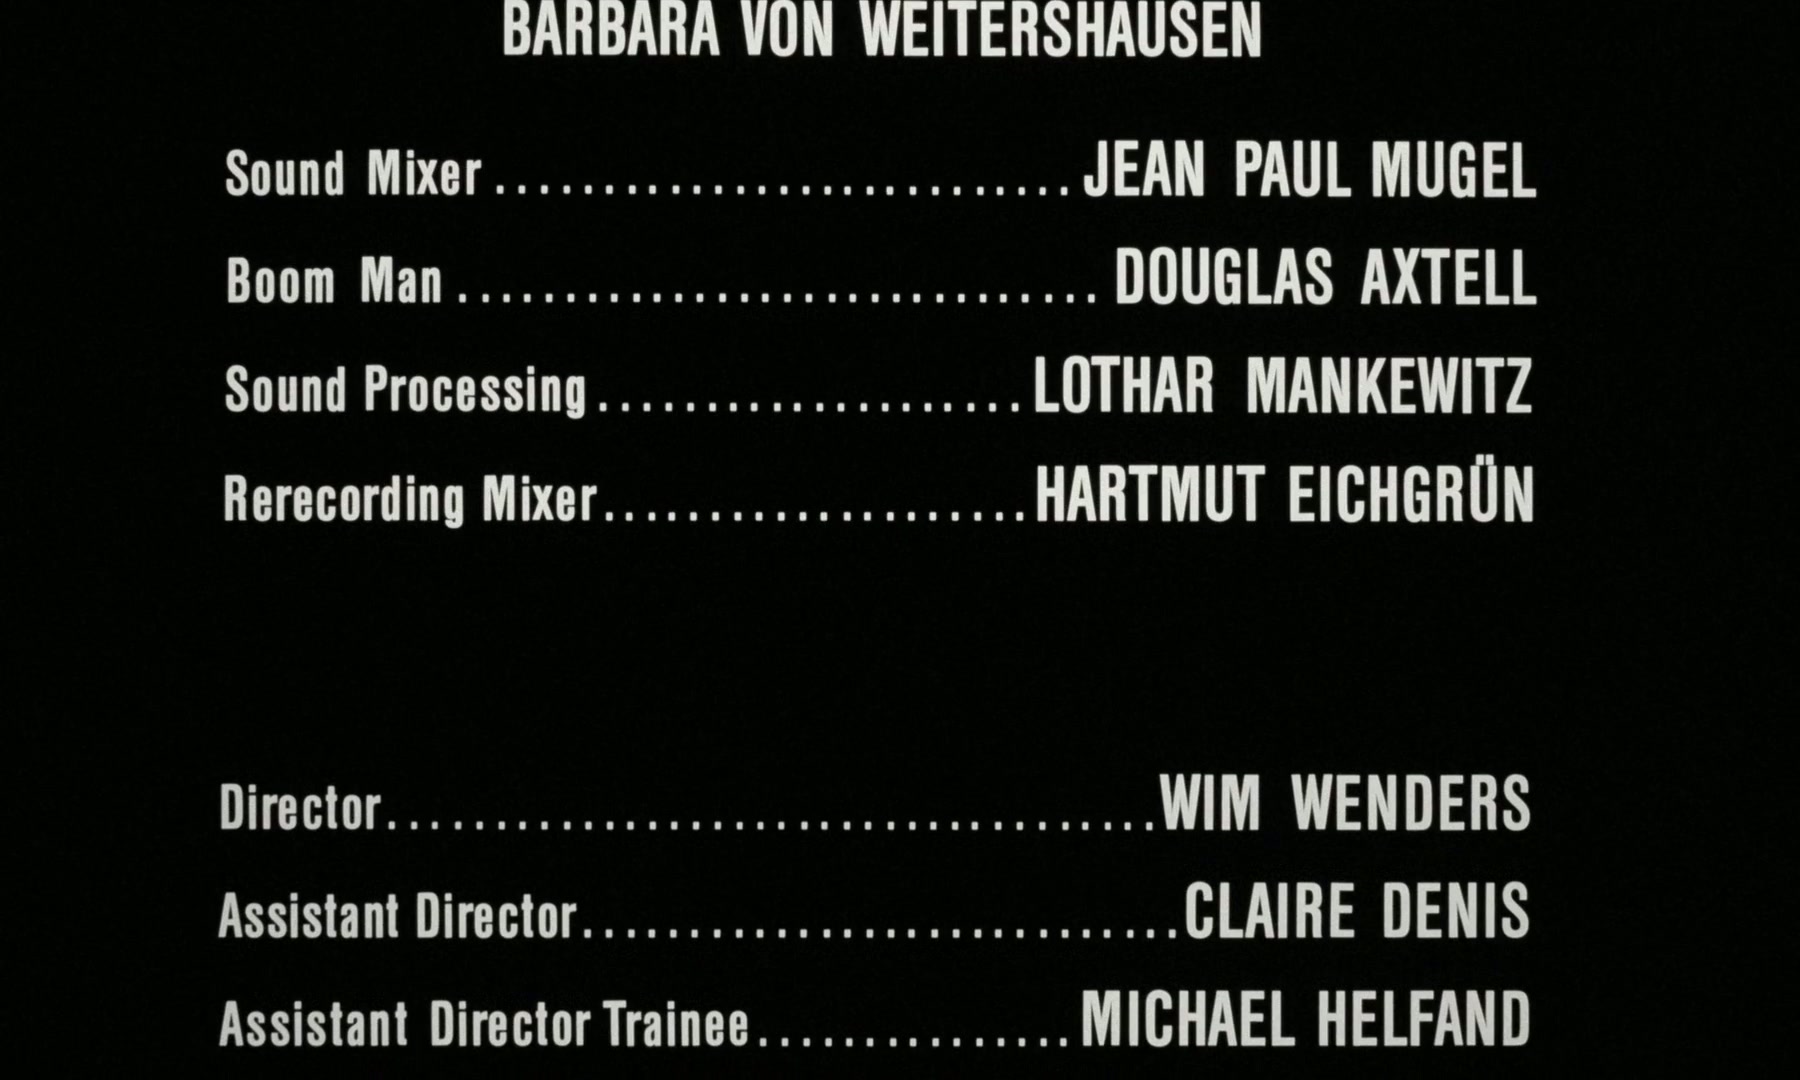 BARBARA VON WEITERSHAUSEN
Sound Mixer...........................JEAN PAUL MUGEL
Boom Man..............................DOUGLAS AXTELL
Sound Processing....................LOTHAR MANKEWITZ
Rerecording Mixer....................HARTMUT EICHGRÜN
Director....................................WIM WENDERS
Assistant Director............................CLAIRE DENIS
Assistant Director Trainee...............MICHAEL HELFAND